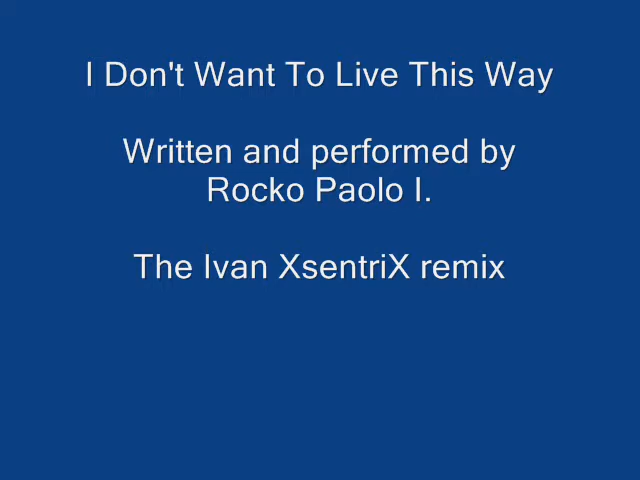 I Don't Want To Live This Way
Written and performed by
Rocko Paolo I.
The Ivan XsentriX remix